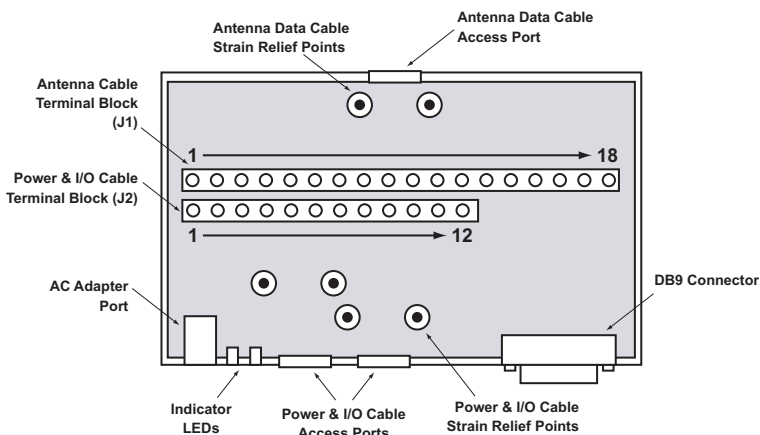 Antenna Data Cable
Strain Relief Points
Antenna Data Cable
Access Port
Antenna Cable
Terminal Block
(J1)
1
18
Power & I/O Cable
Terminal Block (J2)
1
12
AC Adapter
Port
DB9 Connector
Indicator
LEDs
Power & I/O Cable
Access Ports
Power & I/O Cable
Strain Relief Points